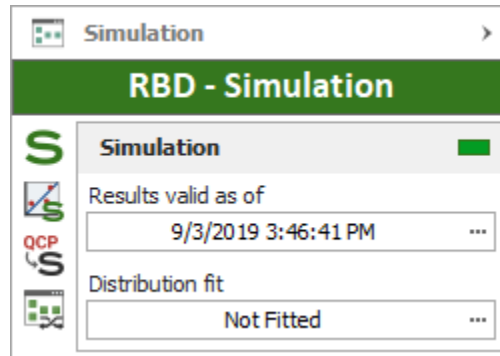 Simulation
RBD - Simulation
S
Simulation
Results valid as of
S
9/3/2019 3:46:41 PM
QCP
S
Distribution fit
Not Fitted